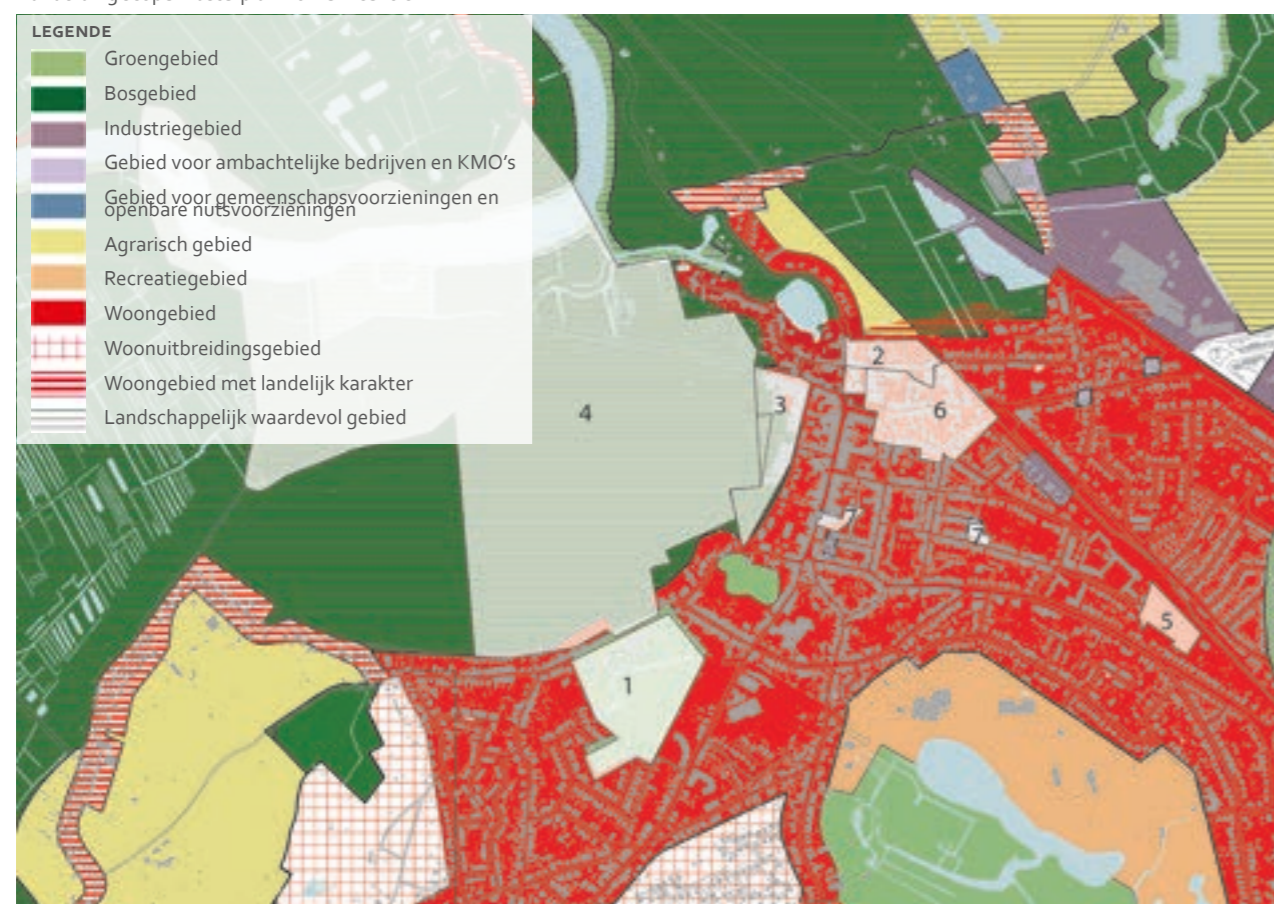 LEGENDE
Groengebied
Bosgebied
Industriegebied
Gebied voor ambachtelijke bedrijven en KMO's
Gebied voor gemeenschapsvoorzieningen en
openbare nutsvoorzieningen
Agrarisch gebied
Recreatiegebied
Woongebied
Woonuitbreidingsgebied
Woongebied met landelijk karakter
Landschappelijk waardevol gebied
2
3
6
4
7
7
5
1